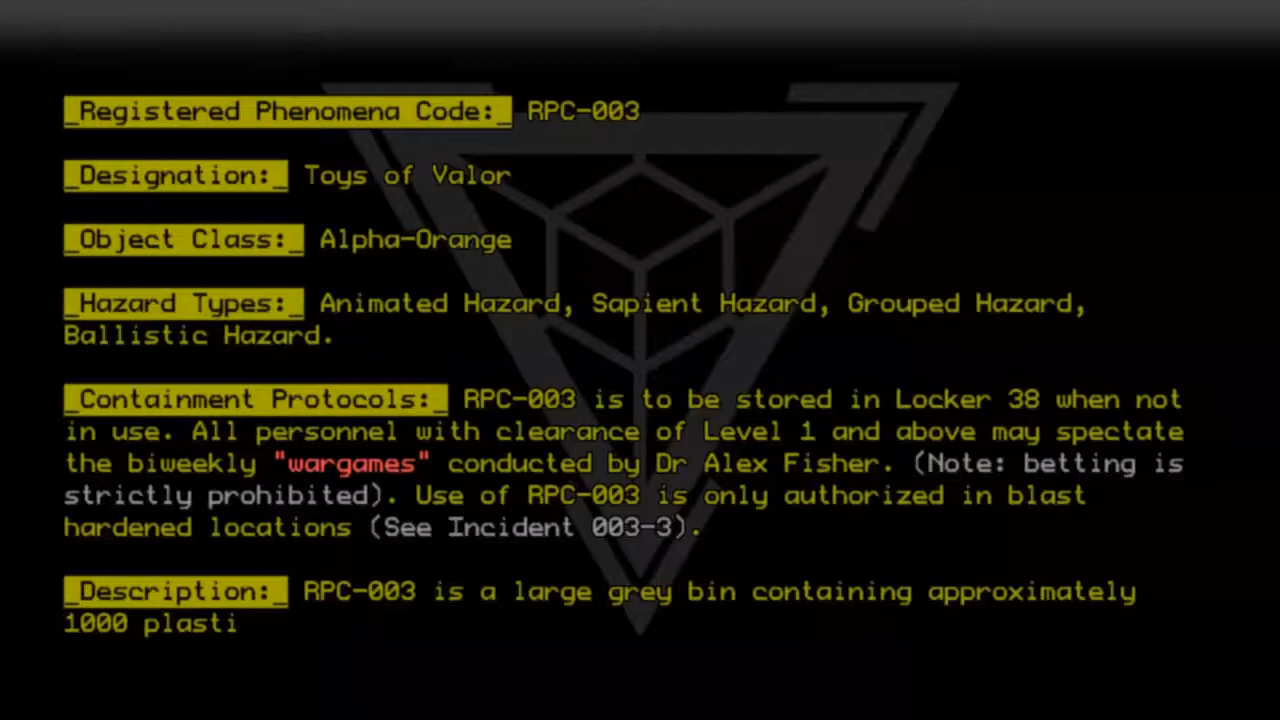 _Registered Phenomena Code:_ RPC-003
_Designation:_ Toys of Valor
_Object Class:_ Alpha-Orange
_Hazard Types:_ Animated Hazard, Sapient Hazard, Grouped Hazard,
Ballistic Hazard.
_Containment Protocols:_ RPC-003 is to be stored in Locker 38 when not
in use. All personnel with clearance of Level 1 and above may spectate
the biweekly "wargames" conducted by Dr Alex Fisher. (Note: betting is
strictly prohibited). Use of RPC-003 is only authorized in blast
hardened locations (See Incident 003-3).
_Description:_ RPC-003 is a large grey bin containing approximately
1000 plasti